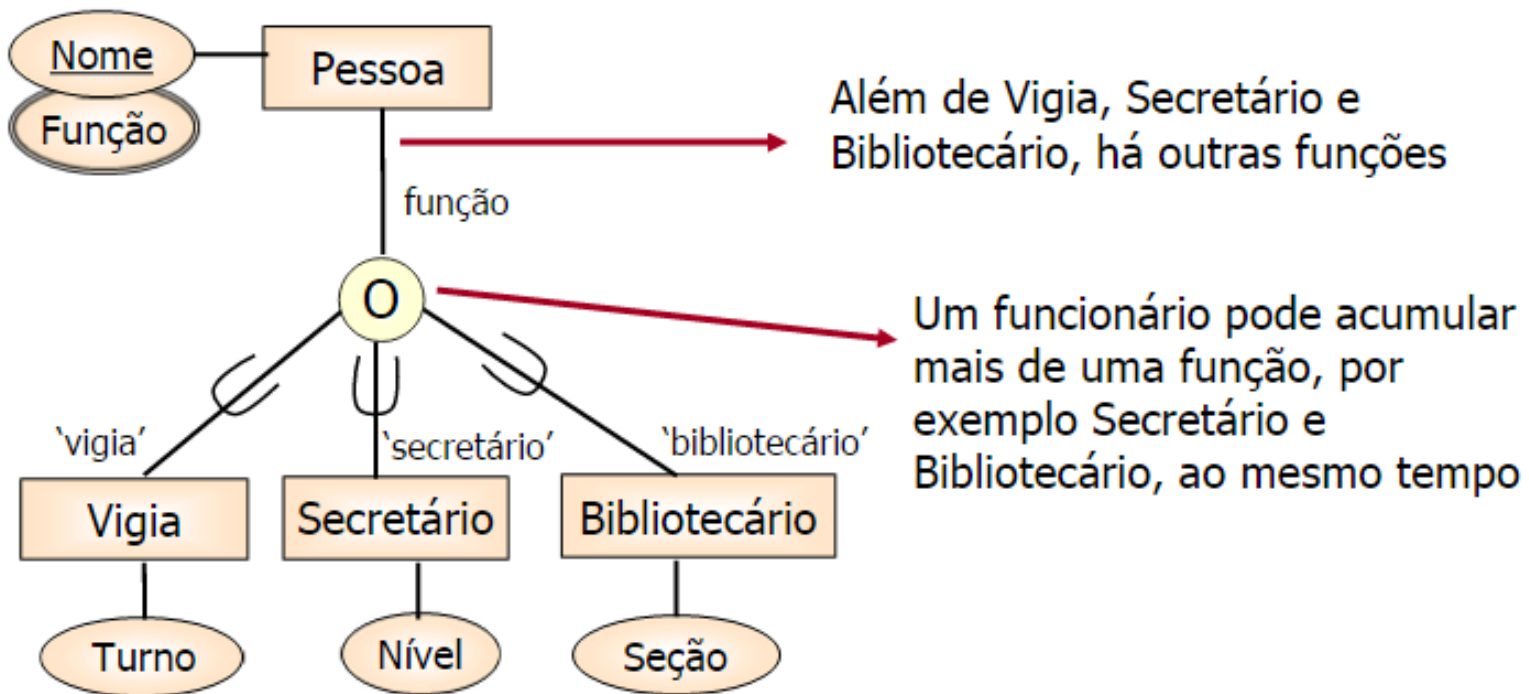 Nome
Pessoa
Função
Além de Vigia, Secretário e
Bibliotecário, há outras funções
função
O
Um funcionário pode acumular
mais de uma função, por
exemplo Secretário e
Bibliotecário, ao mesmo tempo
‘vigia’
‘secretário’
‘bibliotecário’
Vigia
Secretário
Bibliotecário
Turno
Nível
Seção